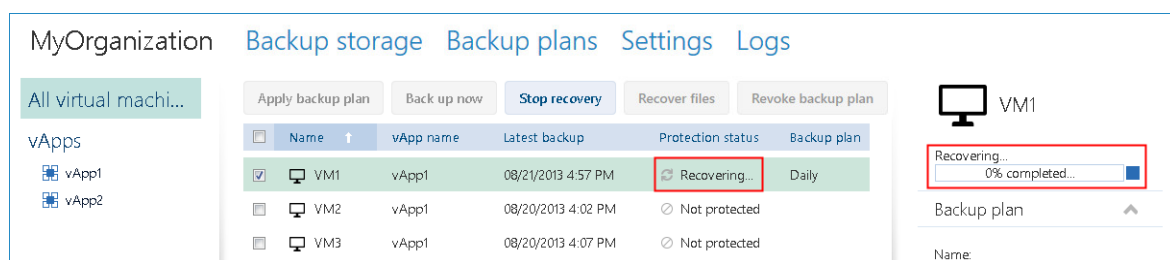 MyOrganization Backup storage Backup plans Settings Logs
All virtual machi... Apply backup plan Back up now Stop recovery Recover files Revoke backup plan VM1
vApps Name vApp name Latest backup Protection status Backup plan
Recovering...
vApp1 VM1 vApp1 08/21/2013 4:57 PM Recovering... Daily 0% completed...
vApp2 VM2 vApp1 08/20/2013 4:02 PM Not protected Backup plan
VM3 vApp1 08/20/2013 4:07 PM Not protected
Name: